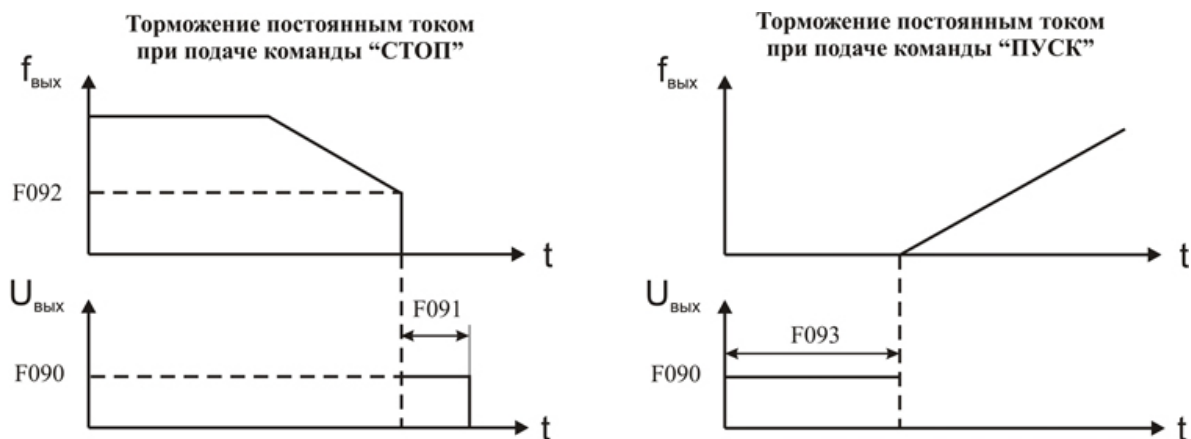 Торможение постоянным током
при подаче команды “СТОП”
fвых
F092
t
Uвых
F091
F090
t
Торможение постоянным током
при подаче команды “ПУСК”
fвых
t
Uвых
F093
F090
t